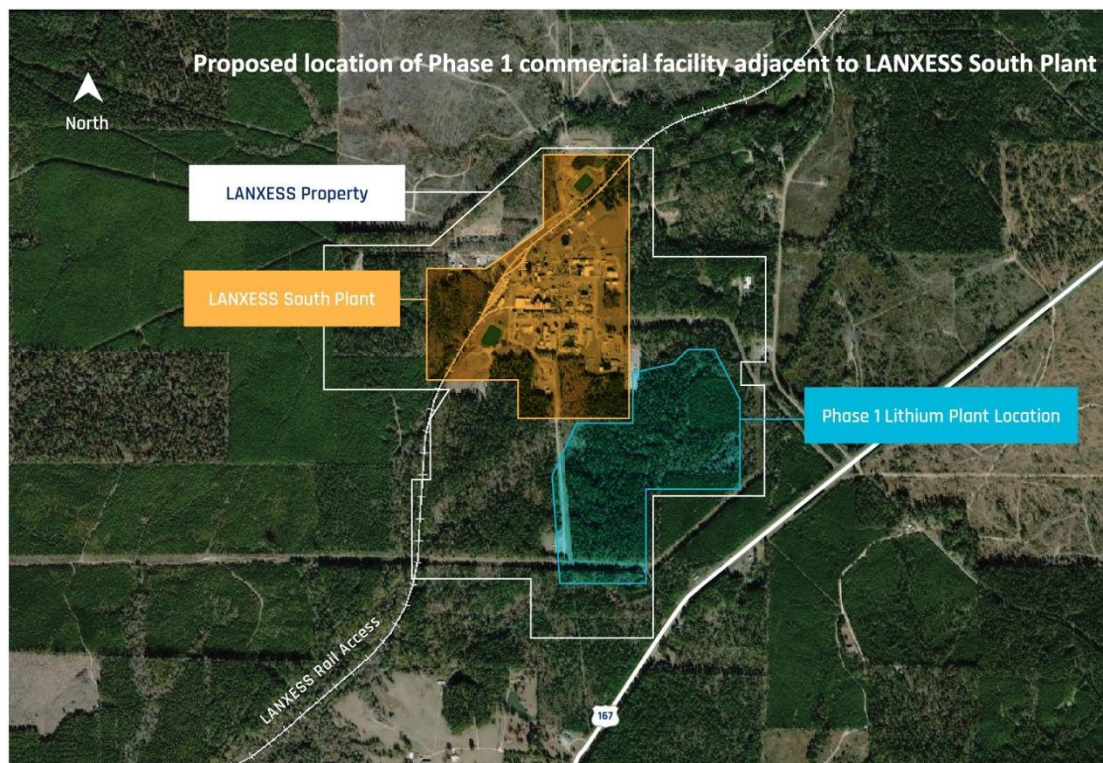 Proposed location of Phase 1 commercial facility adjacent to LANXESS South Plant
North
LANXESS Property
LANXESS South Plant
Phase 1 Lithium Plant Location
LANXESS Rail Access
167